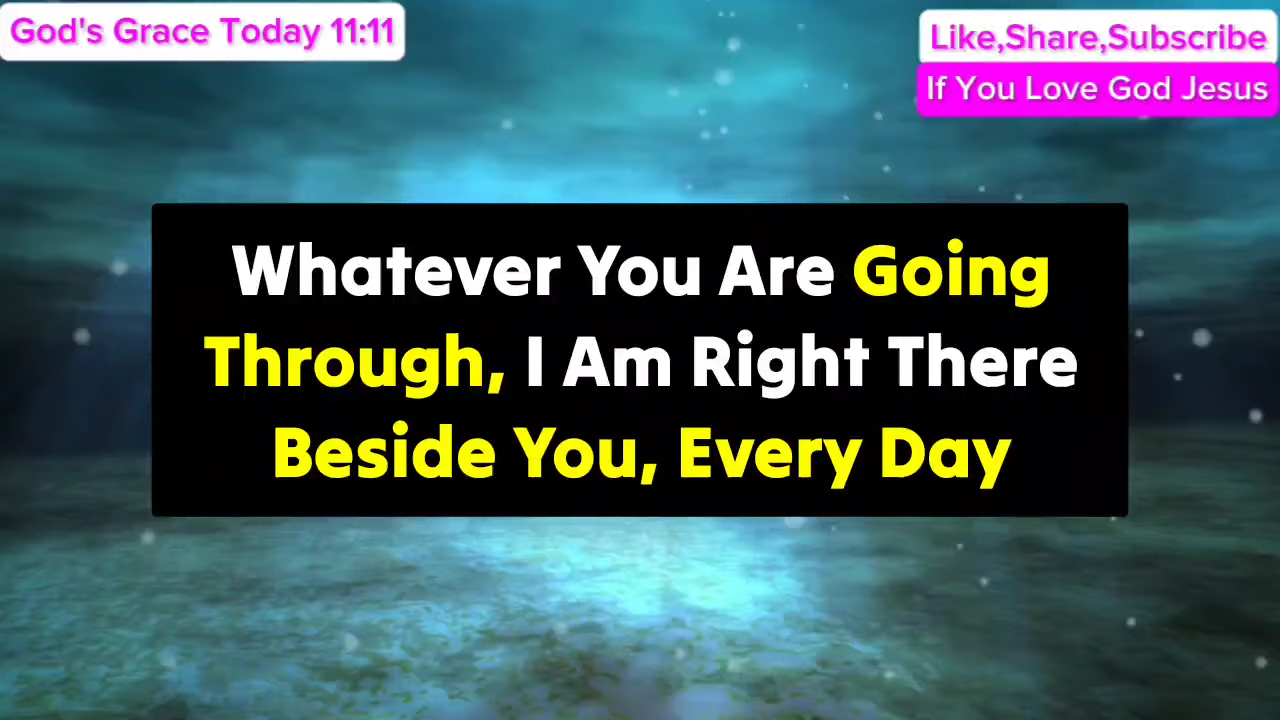 God's Grace Today 11:11
Like,Share,Subscribe
If You Love God Jesus
Whatever You Are Going
Through, I Am Right There
Beside You, Every Day